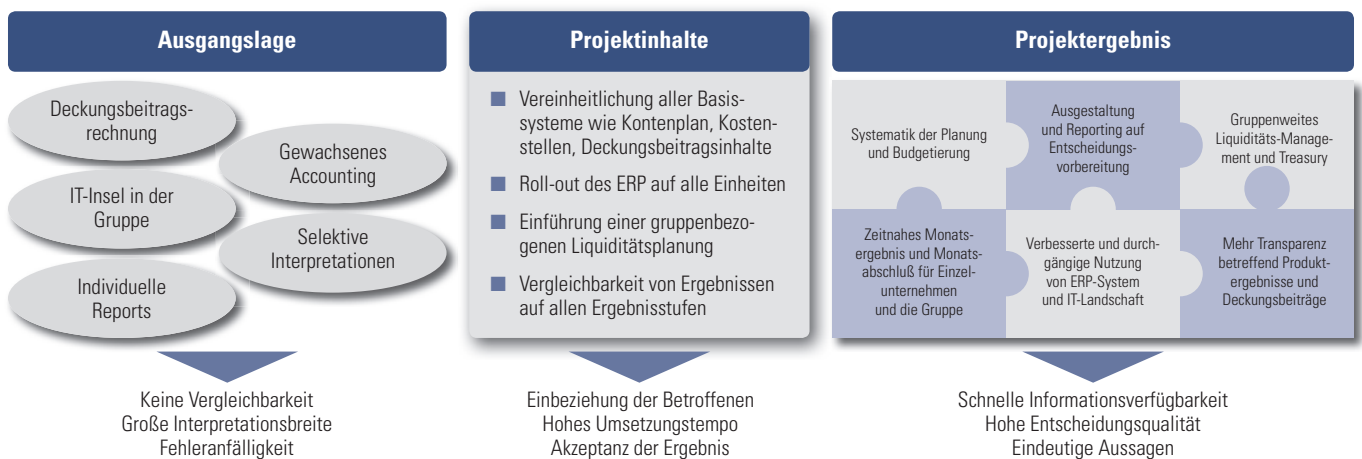 Ausgangslage
Deckungsbeitrags-
rechnung
Gewachsenes
Accounting
IT-Insel in der
Gruppe
Selektive
Interpretationen
Individuelle
Reports
Keine Vergleichbarkeit
Große Interpretationsbreite
Fehleranfälligkeit
Projektinhalte
Vereinheitlichung aller Basis-
systeme wie Kontenplan, Kosten-
stellen, Deckungsbeitragsinhalte
Roll-out des ERP auf alle Einheiten
Einführung einer gruppenbezo-
genen Liquiditätsplanung
Vergleichbarkeit von Ergebnissen
auf allen Ergebnisstufen
Einbeziehung der Betroffenen
Hohes Umsetzungstempo
Akzeptanz der Ergebnis
Projektergebnis
Systematik der Planung
und Budgetierung
Ausgestaltung
und Reporting auf
Entscheidungs-
vorbereitung
Gruppenweites
Liquiditäts-Manage-
ment und Treasury
Zeitnahes Monats-
ergebnis und Monats-
abschluß für Einzel-
unternehmen
und die Gruppe
Verbesserte und durch-
gängige Nutzung
von ERP-System
und IT-Landschaft
Mehr Transparenz
betreffend Produkt-
ergebnisse und
Deckungsbeiträge
Schnelle Informationsverfügbarkeit
Hohe Entscheidungsqualität
Eindeutige Aussagen